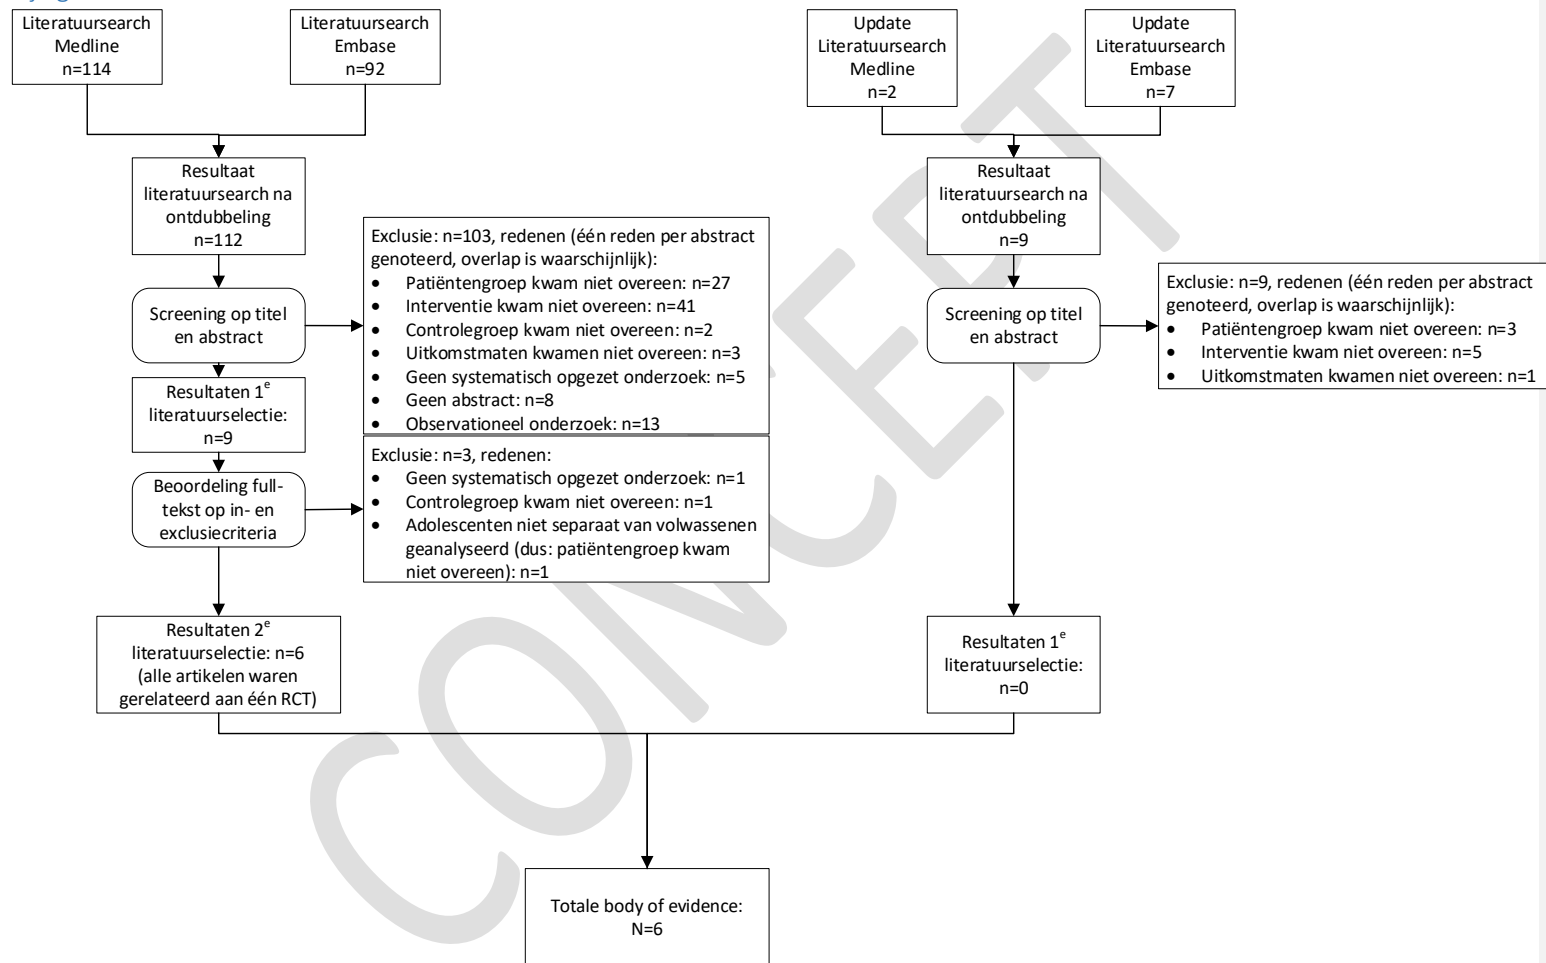 Literatuursearch
Medline
n=114
Literatuursearch
Embase
n=92
Update
Literatuursearch
Medline
n=2
Update
Literatuursearch
Embase
n=7
Resultaat
literatuursearch na
ontdubbeling
n=112
Resultaat
literatuursearch na
ontdubbeling
n=9
Exclusie: n=103, redenen (één reden per abstract
genoteerd, overlap is waarschijnlijk):
• Patiëntengroep kwam niet overeen: n=27
• Interventie kwam niet overeen: n=41
• Controlegroep kwam niet overeen: n=2
• Uitkomstmaten kwamen niet overeen: n=3
• Geen systematisch opgezet onderzoek: n=5
• Geen abstract: n=8
• Observationeel onderzoek: n=13
Screening op titel
en abstract
Screening op titel
en abstract
Exclusie: n=9, redenen (één reden per abstract
genoteerd, overlap is waarschijnlijk):
• Patiëntengroep kwam niet overeen: n=3
• Interventie kwam niet overeen: n=5
• Uitkomstmaten kwamen niet overeen: n=1
Resultaten 1e
literatuurselectie:
n=9
Exclusie: n=3, redenen:
• Geen systematisch opgezet onderzoek: n=1
• Controlegroep kwam niet overeen: n=1
• Adolescenten niet separaat van volwassenen
geanalyseerd (dus: patiëntengroep kwam
niet overeen): n=1
Beoordeling full-
tekst op in- en
exclusiecriteria
Resultaten 2e
literatuurselectie: n=6
(alle artikelen waren
gerelateerd aan één RCT)
Resultaten 1e
literatuurselectie:
n=0
Totale body of evidence:
N=6
CONCEPT